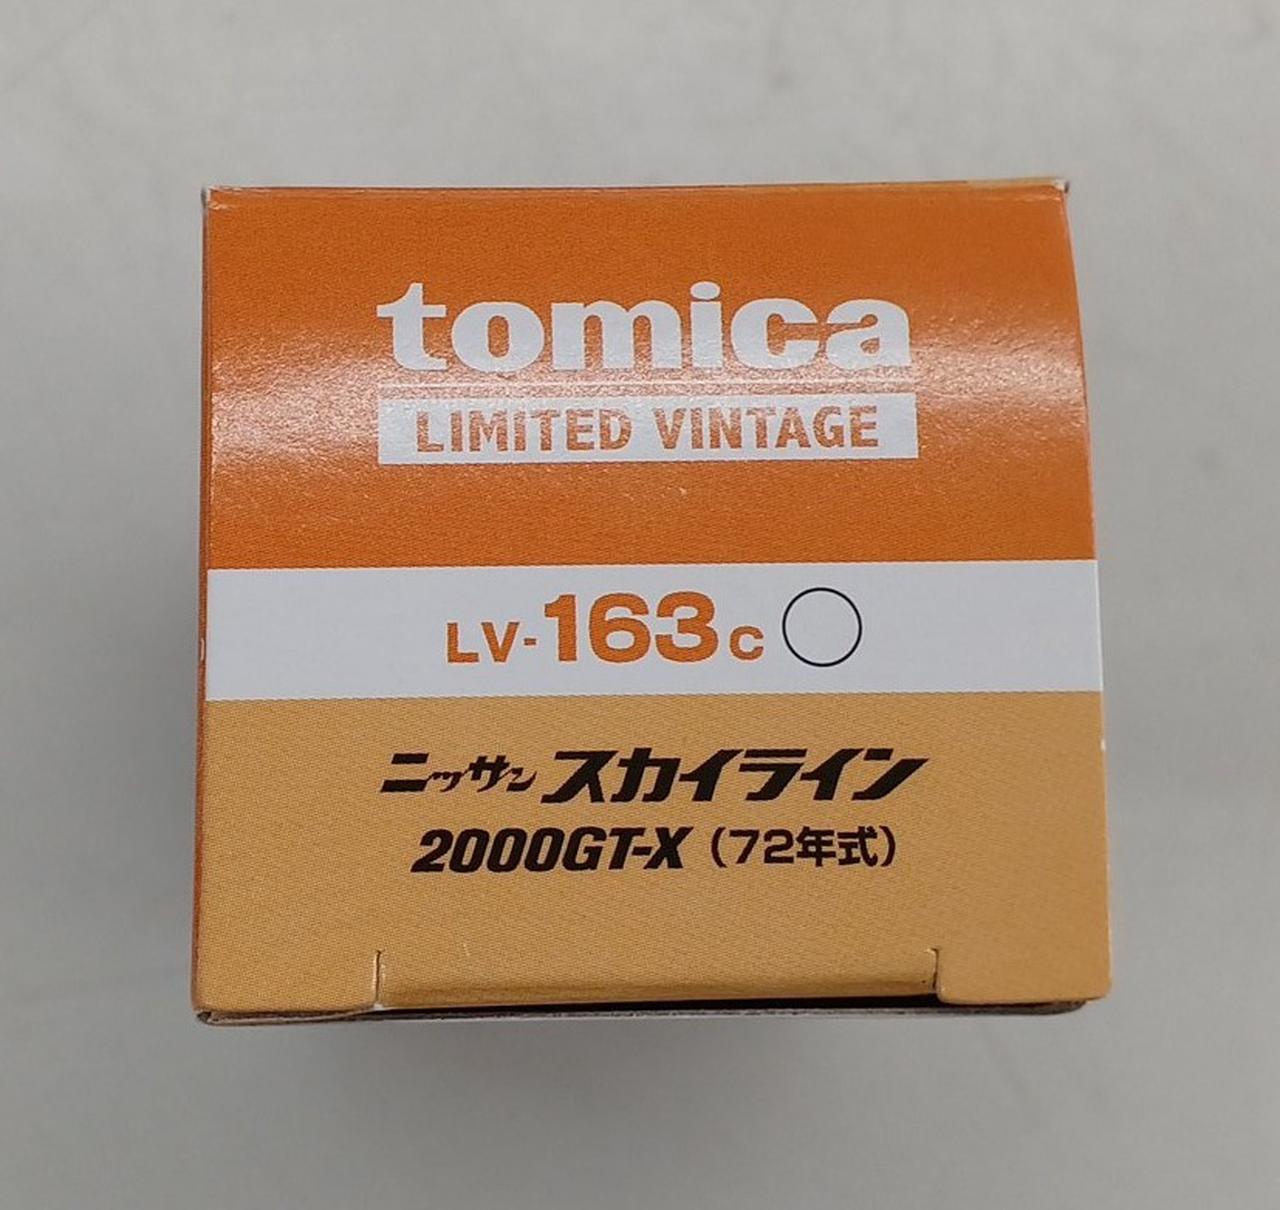 tomica
LIMITED VINTAGE
LV-163c
ニッサン スカイライン
2000GT-X（72年式）